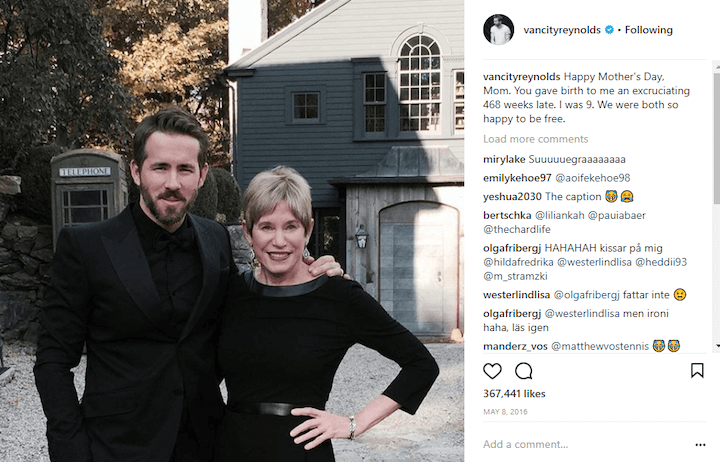 TELEPHONE
vancityreynolds • Following
vancityreynolds Happy Mother's Day,
Mom. You gave birth to me an excruciating
468 weeks late. I was 9. We were both so
happy to be free.
Load more comments
mirylake Suuuuuegraaaaaaaa
emilykehoe97 @aoifekehoe98
yeshua2030 The caption 😹😩
bertschka @liliankah @pauiabaer
@thechardlife
olgafribergj HAHAHAH kissar på mig
@hildafredrika @westerlindlisa @heddii93
@m_stramzki
westerlindlisa @olgafribergj fattar inte 😉
olgafribergj @westerlindlisa men ironi
haha, läs igen
manderz_vos @matthewvostennis 😹😹
367,441 likes
MAY 8, 2016
Add a comment...